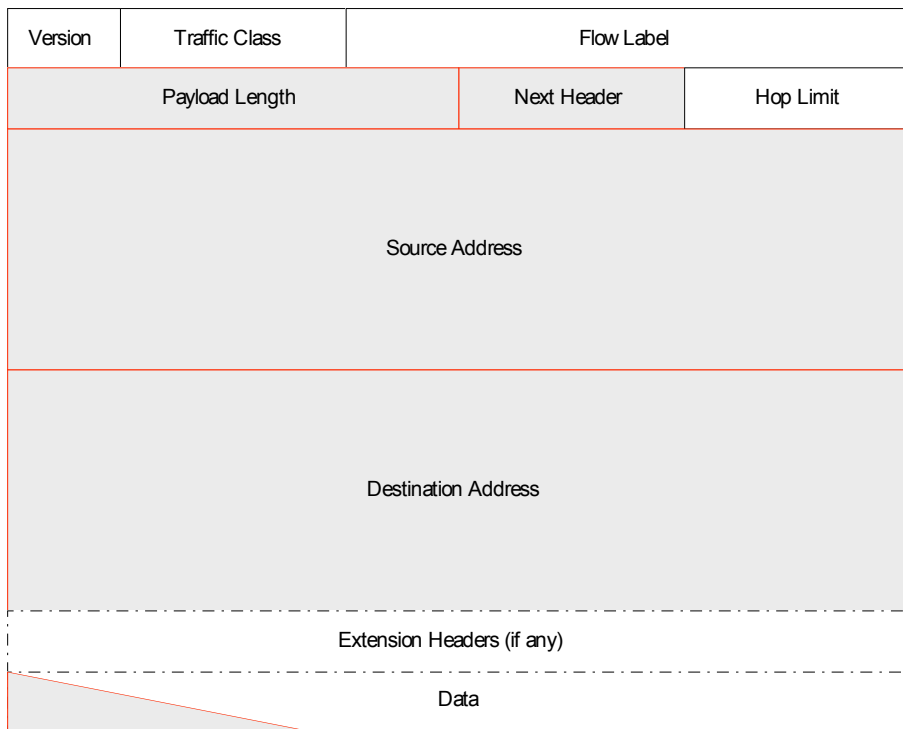 Version Traffic Class Flow Label
Payload Length Next Header Hop Limit
Source Address
Destination Address
Extension Headers (if any)
Data